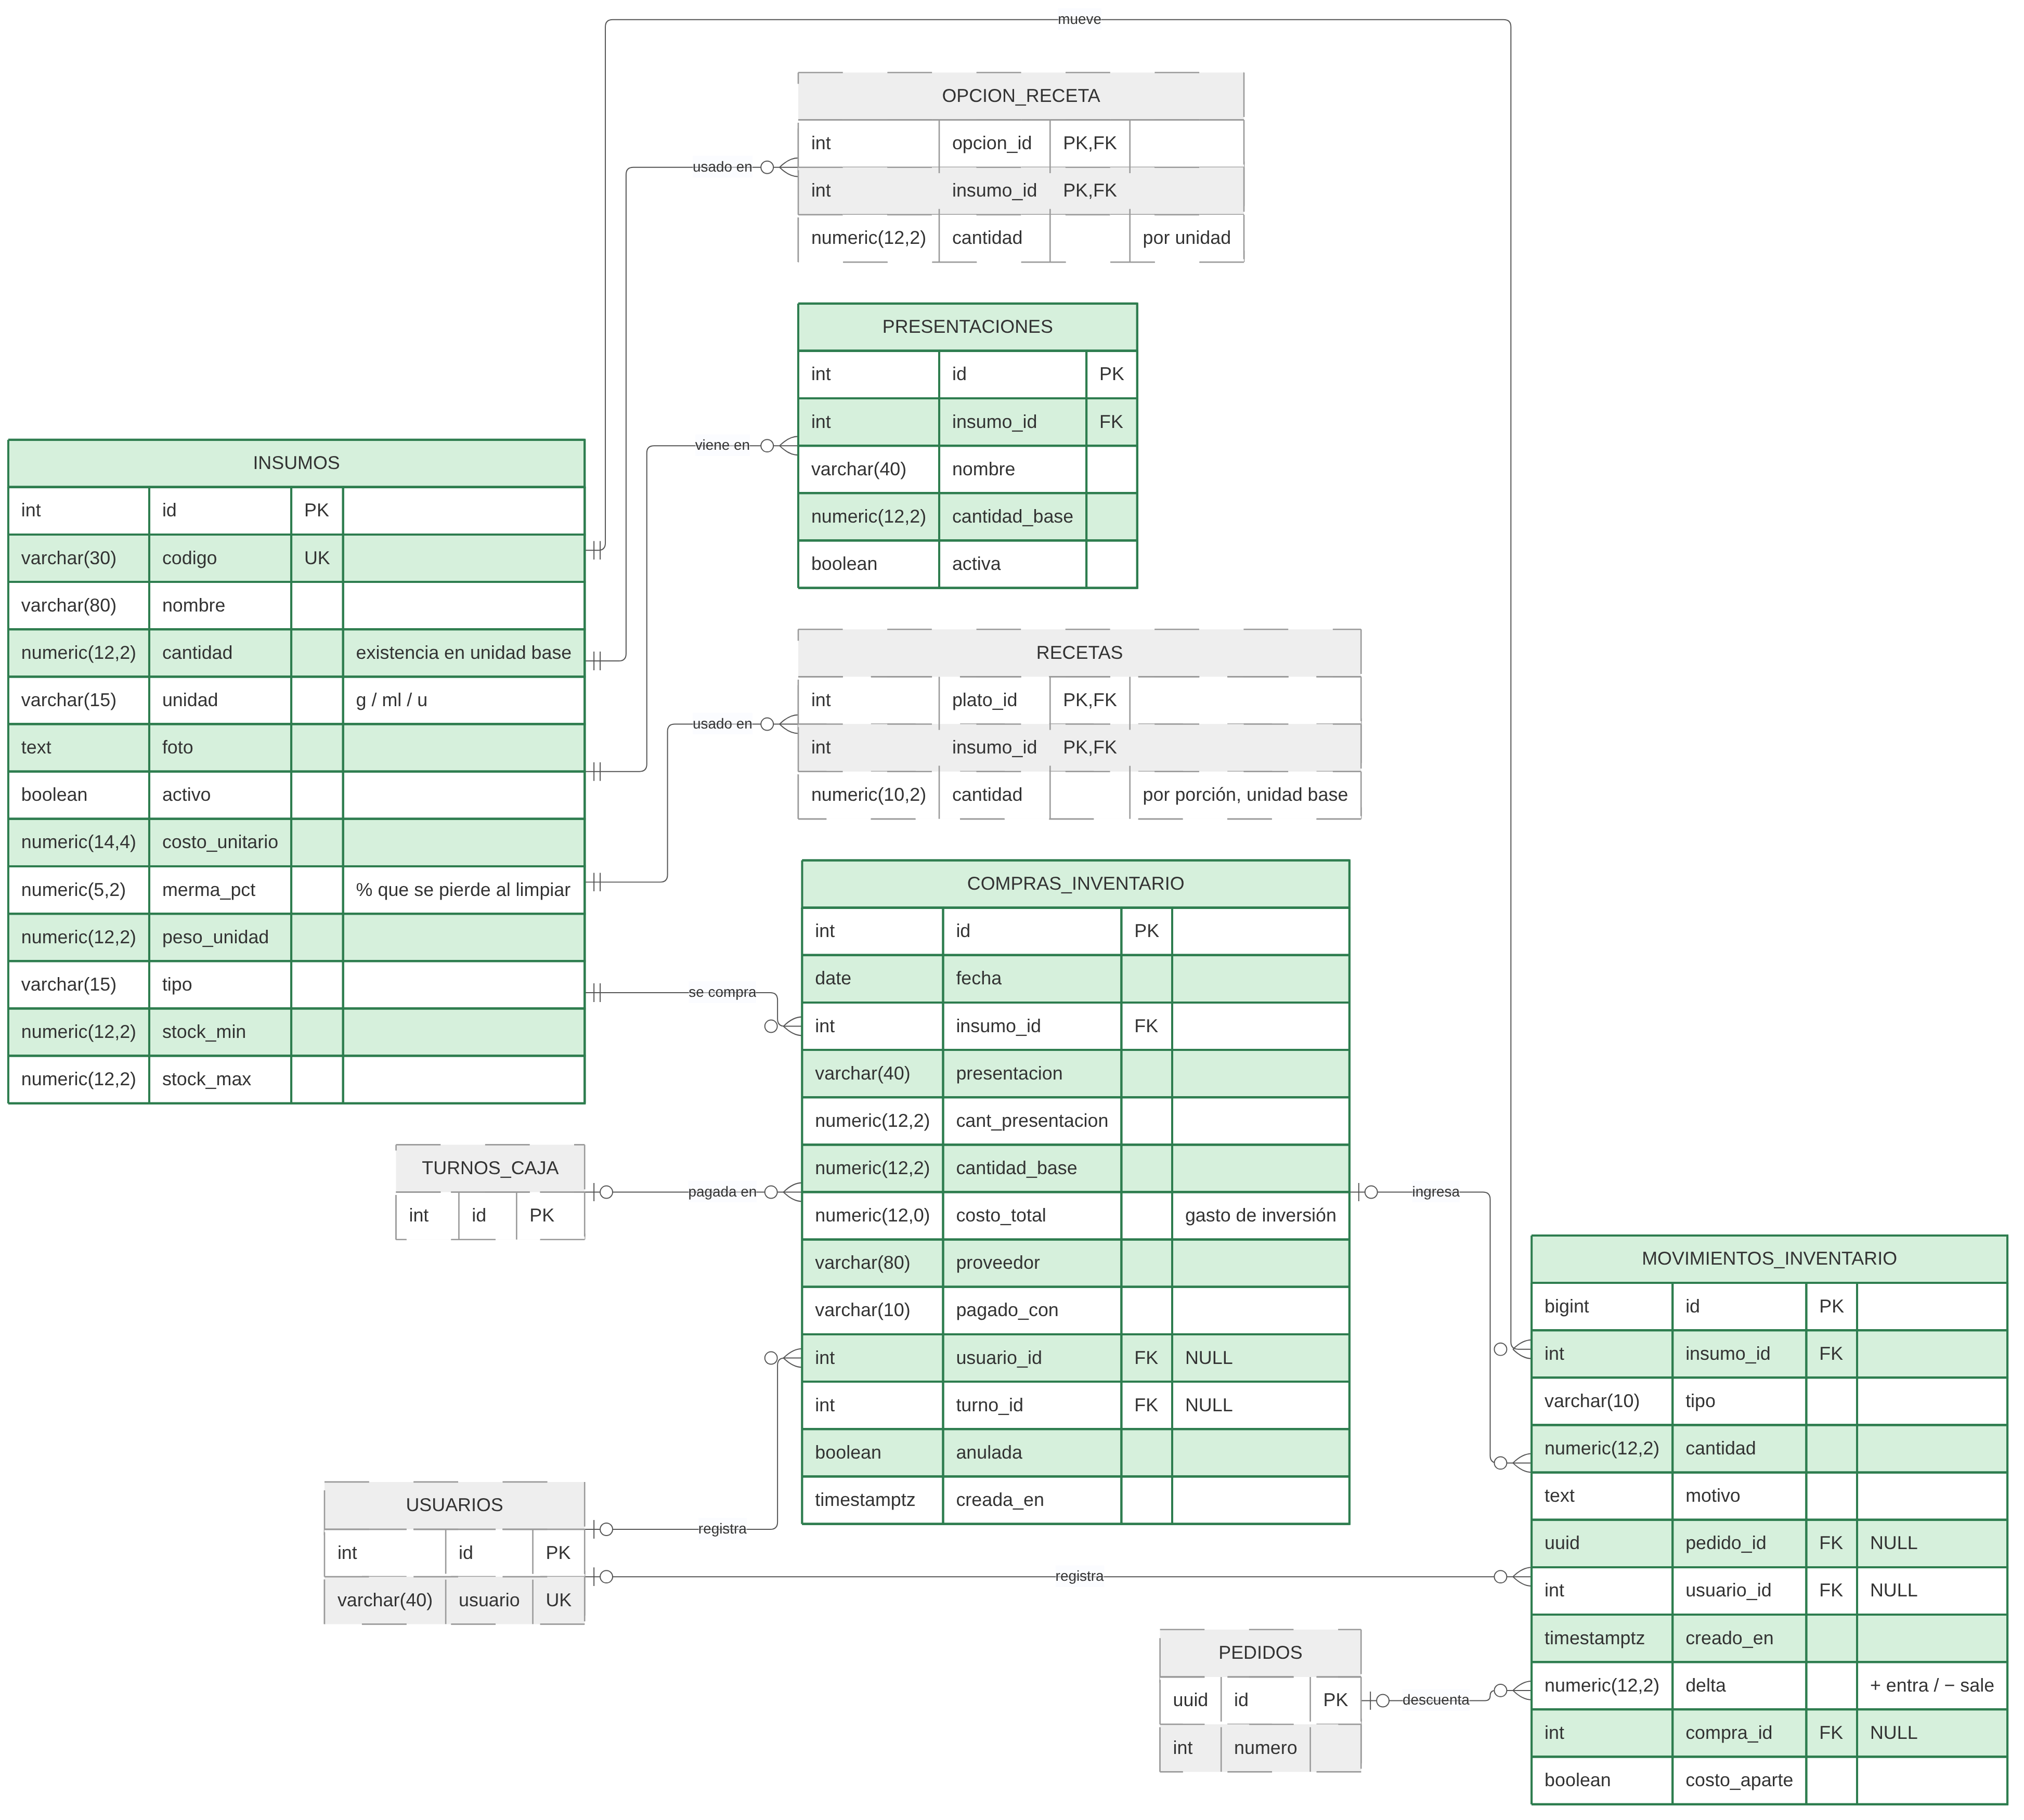 mueve
OPCION_RECETA
int opcion_id PK,FK
usado en
int insumo_id PK,FK
numeric(12,2) cantidad por unidad
PRESENTACIONES
int id PK
int insumo_id FK
viene en
varchar(40) nombre
numeric(12,2) cantidad_base
boolean activa
INSUMOS
int id PK
varchar(30) codigo UK
varchar(80) nombre
numeric(12,2) cantidad existencia en unidad base
varchar(15) unidad g / ml / u
text foto
boolean activo
numeric(14,4) costo_unitario
numeric(5,2) merma_pct % que se pierde al limpiar
numeric(12,2) peso_unidad
varchar(15) tipo
numeric(12,2) stock_min
numeric(12,2) stock_max
RECETAS
int plato_id PK,FK
usado en
int insumo_id PK,FK
numeric(10,2) cantidad por porción, unidad base
COMPRAS_INVENTARIO
int id PK
date fecha
se compra
int insumo_id FK
varchar(40) presentacion
numeric(12,2) cant_presentacion
numeric(12,2) cantidad_base
numeric(12,0) costo_total gasto de inversión
varchar(80) proveedor
varchar(10) pagado_con
int usuario_id FK NULL
int turno_id FK NULL
boolean anulada
timestamptz creada_en
TURNOS_CAJA
int id PK
pagada en
ingresa
USUARIOS
int id PK
varchar(40) usuario UK
registra
registra
PEDIDOS
uuid id PK
int numero
descuenta
MOVIMIENTOS_INVENTARIO
bigint id PK
int insumo_id FK
varchar(10) tipo
numeric(12,2) cantidad
text motivo
uuid pedido_id FK NULL
int usuario_id FK NULL
timestamptz creado_en
numeric(12,2) delta + entra / − sale
int compra_id FK NULL
boolean costo_aparte